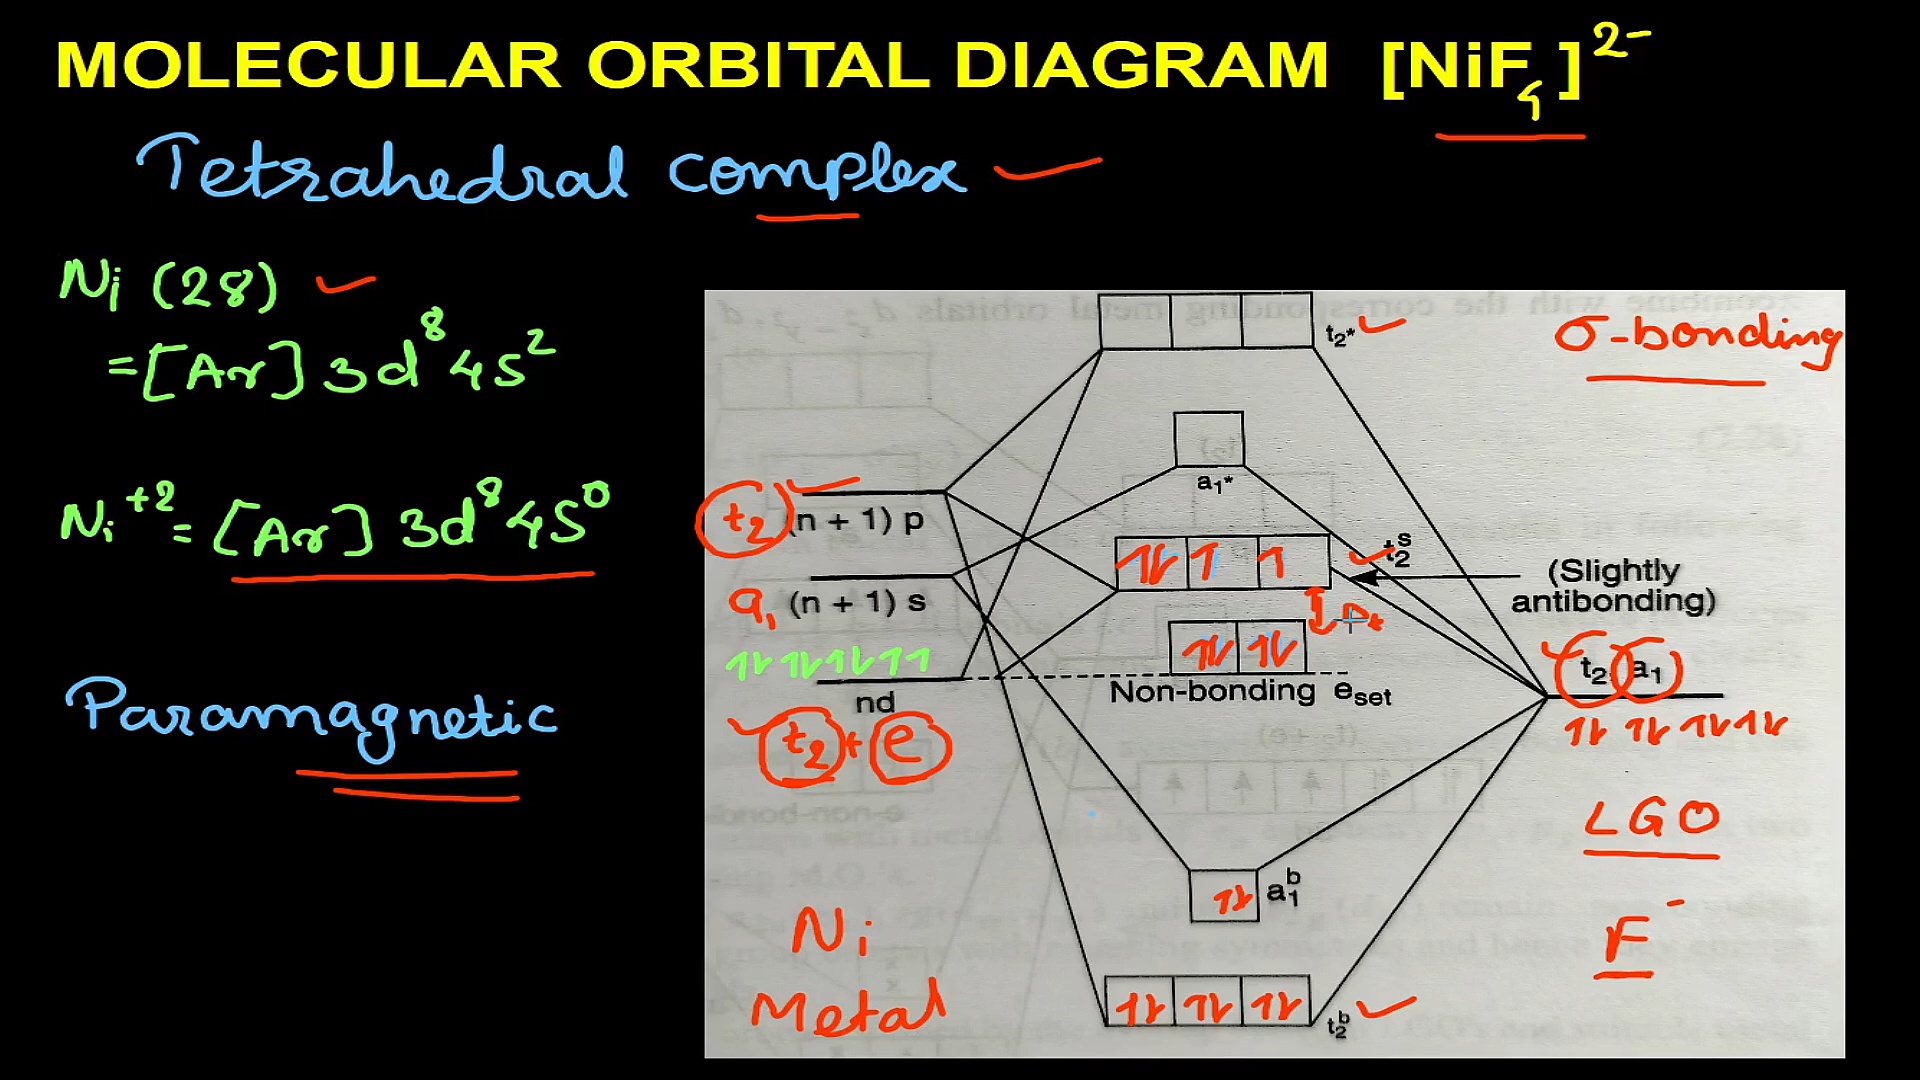 MOLECULAR ORBITAL DIAGRAM [NiF4]2-
Tetrahedral complex
Ni (28)
= [Ar] 3d8 4s2
Ni+2 = [Ar] 3d8 4s0
Paramagnetic
σ-bonding
t2*
a1*
t2 (n + 1) p
t2s
(Slightly
antibonding)
a1 (n + 1) s
Δt
nd
Non-bonding eset
t2 a1
t2 + e
LGO
a1b
F-
Ni
Metal
t2b